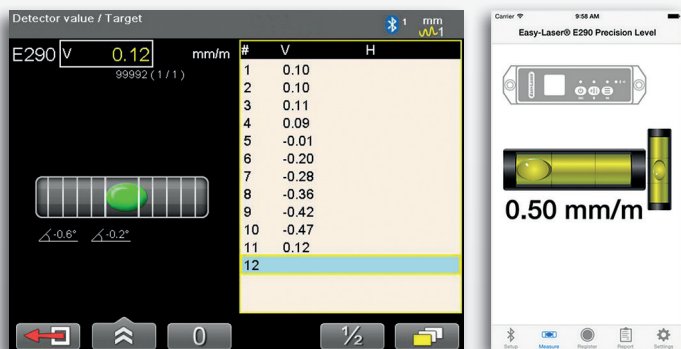 Detector value / Target
1
mm
1
E290 V 0.12 mm/m
99992 ( 1 / 1 )
-0.6° -0.2°
# V H
1 0.10
2 0.10
3 0.11
4 0.09
5 -0.01
6 -0.20
7 -0.28
8 -0.36
9 -0.42
10 -0.47
11 0.12
12
0
½
Carrier 9:58 AM
Easy-Laser® E290 Precision Level
0.50 mm/m
Setup Measure Register Report Settings